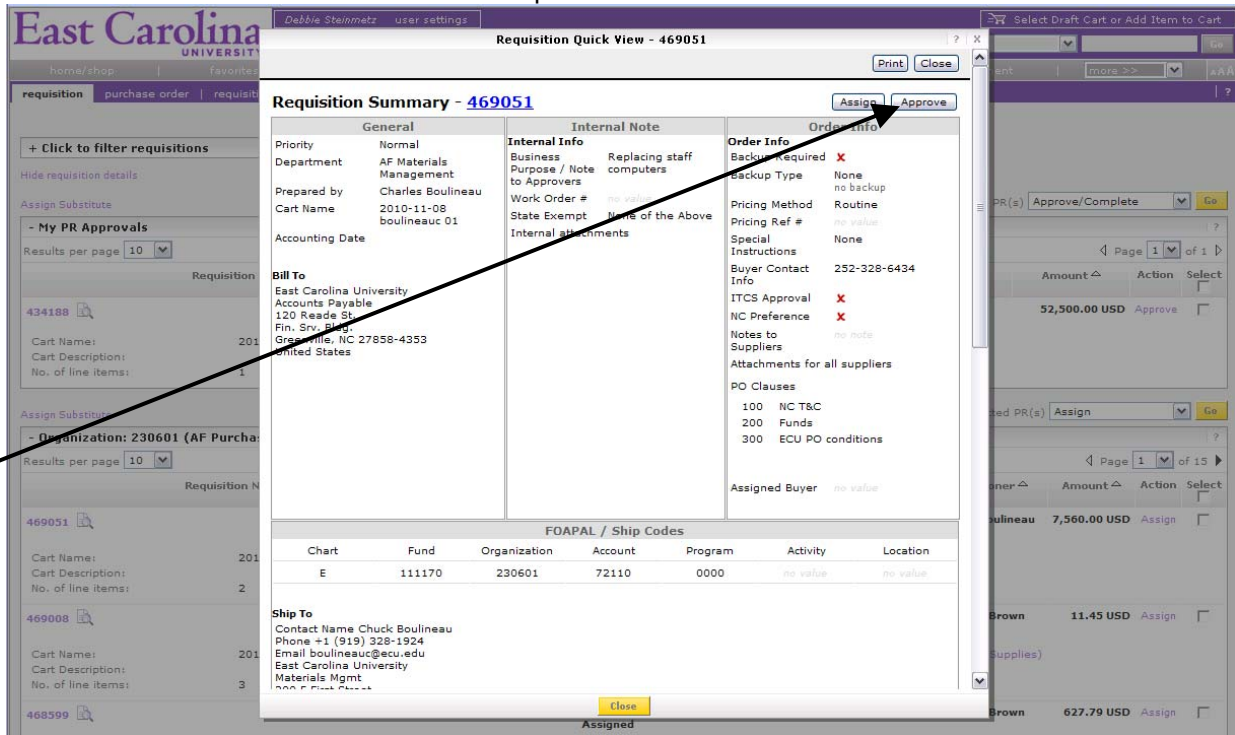 East Carolina
UNIVERSITY
Debbie Steinmetz user settings
Select Draft Cart or Add Item to Cart
Go
home/shop | favorites
more >>
requisition purchase order | requisiti
Requisition Quick View - 469051 ? X
Print Close
Requisition Summary - 469051 Assign Approve
General
Priority Normal
Department AF Materials
Management
Prepared by Charles Boulineau
Cart Name 2010-11-08
boulineauc 01
Accounting Date
Bill To
East Carolina University
Accounts Payable
120 Reade St.
Fin. Srv. Bldg.
Greenville, NC 27858-4353
United States
Internal Note
Internal Info
Business Replacing staff
Purpose / Note computers
to Approvers
Work Order # no value
State Exempt None of the Above
Internal attachments
Order Info
Order Info
Backup Required X
Backup Type None
no backup
Pricing Method Routine
Pricing Ref # no value
Special None
Instructions
Buyer Contact 252-328-6434
Info
ITCS Approval X
NC Preference X
Notes to no note
Suppliers
Attachments for all suppliers
PO Clauses
100 NC T&C
200 Funds
300 ECU PO conditions
Assigned Buyer no value
FOAPAL / Ship Codes
Chart Fund Organization Account Program Activity Location
E 111170 230601 72110 0000 no value no value
Ship To
Contact Name Chuck Boulineau
Phone +1 (919) 328-1924
Email boulineauc@ecu.edu
East Carolina University
Materials Mgmt
Close
Assigned
+ Click to filter requisitions
Hide requisition details
Assign Substitute
PR(s) Approve/Complete Go
- My PR Approvals ?
Results per page 10 Page 1 of 1
Requisition Amount Action Select
434188 52,500.00 USD Approve
Cart Name: 201
Cart Description:
No. of line items: 1
Assign Substitute
ted PR(s) Assign Go
- Organization: 230601 (AF Purcha ?
Results per page 10 Page 1 of 15
Requisition N oner Amount Action Select
469051 oulineau 7,560.00 USD Assign
Cart Name: 201
Cart Description:
No. of line items: 2
469008 Brown 11.45 USD Assign
Cart Name: 201 Supplies)
Cart Description:
No. of line items: 3
468599 Brown 627.79 USD Assign